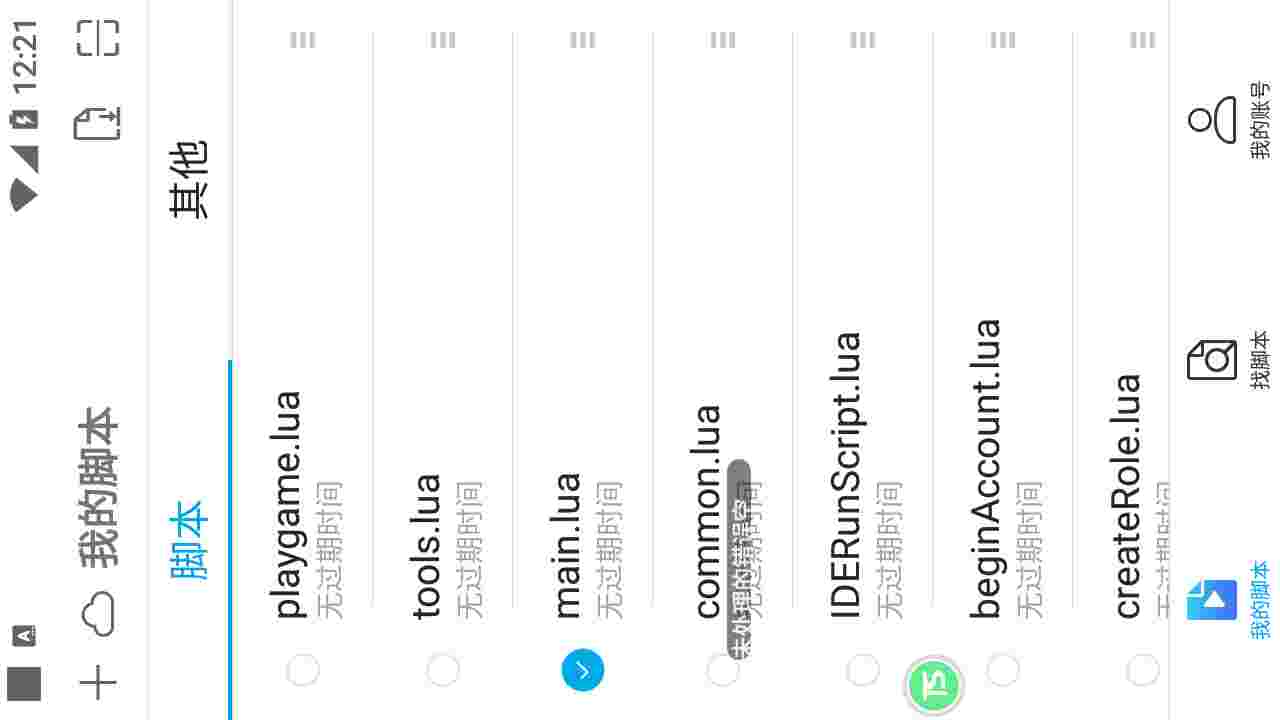 A
12:21
我的脚本
脚本
其他
playgame.lua
无过期时间
tools.lua
无过期时间
main.lua
无过期时间
common.lua
未处理的错误
IDERunScript.lua
无过期时间
beginAccount.lua
无过期时间
createRole.lua
无过期时间
TS
我的脚本
找脚本
我的账号